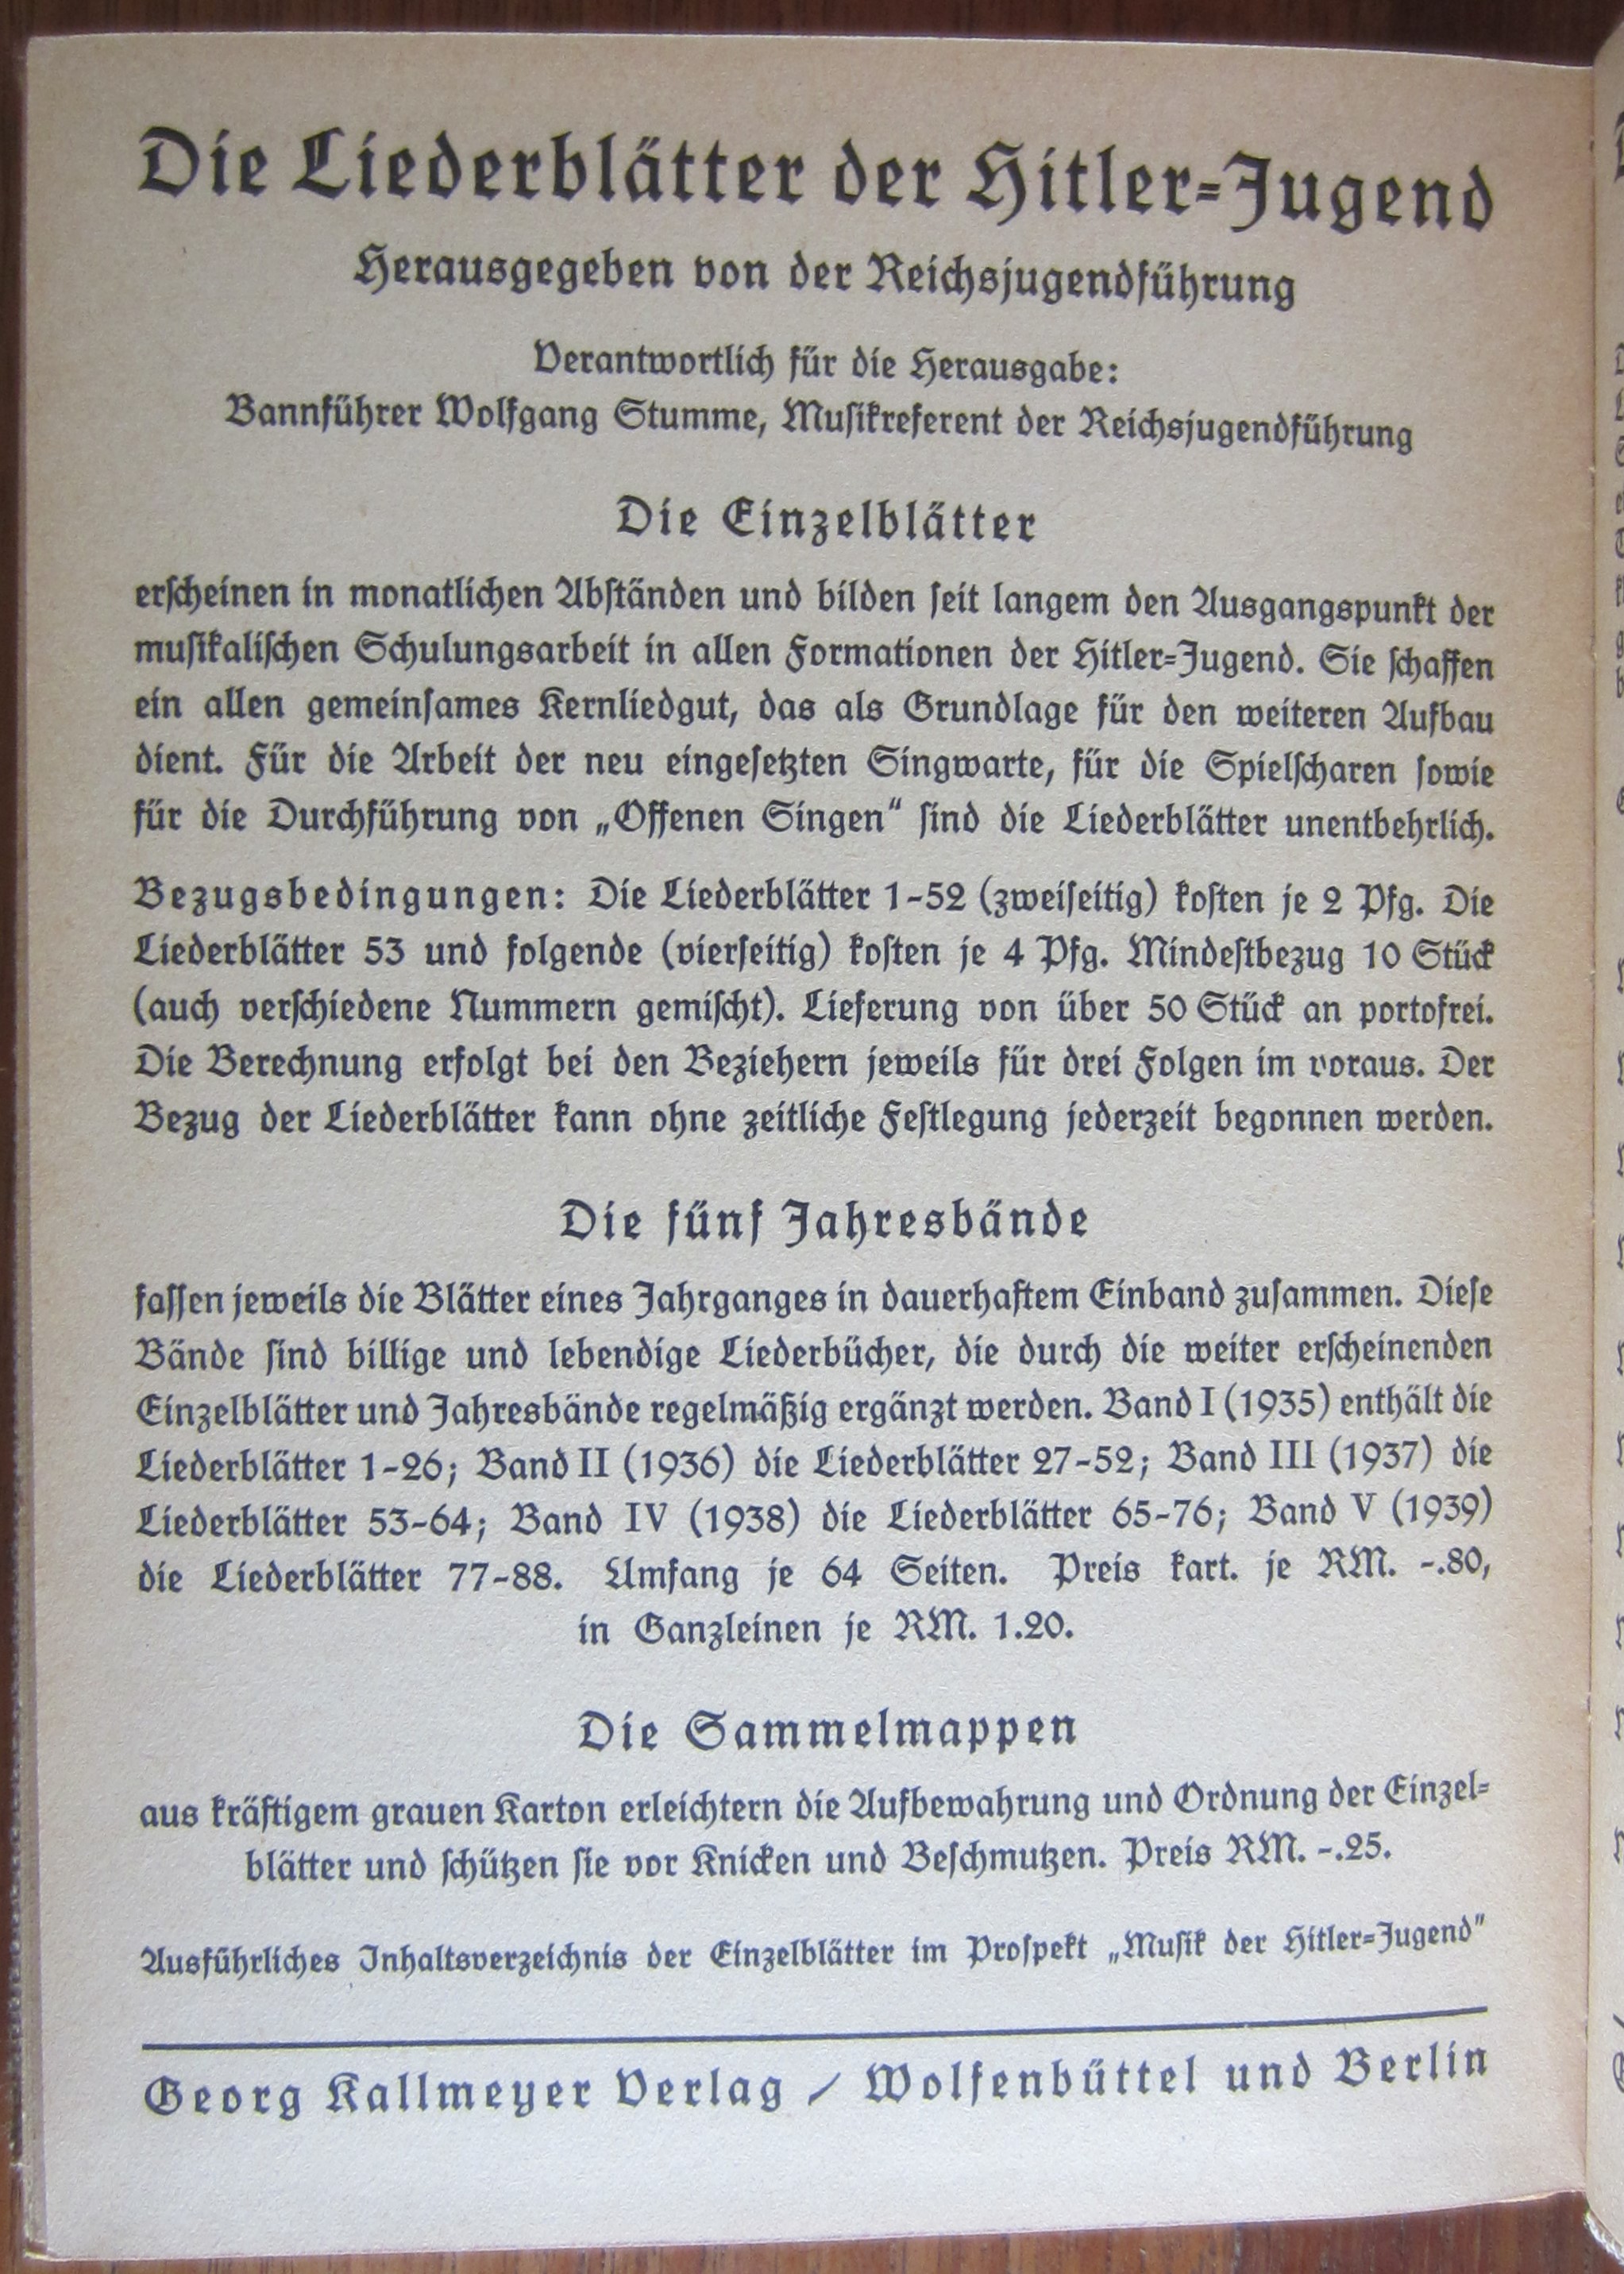 Die Liederblätter der Hitler-Jugend
Herausgegeben von der Reichsjugendführung
Verantwortlich für die Herausgabe:
Bannführer Wolfgang Stumme, Musikreferent der Reichsjugendführung
Die Einzelblätter
erscheinen in monatlichen Abständen und bilden seit langem den Ausgangspunkt der
musikalischen Schulungsarbeit in allen Formationen der Hitler-Jugend. Sie schaffen
ein allen gemeinsames Kernliedgut, das als Grundlage für den weiteren Aufbau
dient. Für die Arbeit der neu eingesetzten Singwarte, für die Spielscharen sowie
für die Durchführung von „Offenen Singen“ sind die Liederblätter unentbehrlich.
Bezugsbedingungen: Die Liederblätter 1-52 (zweiseitig) kosten je 2 Pfg. Die
Liederblätter 53 und folgende (vierseitig) kosten je 4 Pfg. Mindestbezug 10 Stück
(auch verschiedene Nummern gemischt). Lieferung von über 50 Stück an portofrei.
Die Berechnung erfolgt bei den Beziehern jeweils für drei Folgen im voraus. Der
Bezug der Liederblätter kann ohne zeitliche Festlegung jederzeit begonnen werden.
Die fünf Jahresbände
fassen jeweils die Blätter eines Jahrganges in dauerhaftem Einband zusammen. Diese
Bände sind billige und lebendige Liederbücher, die durch die weiter erscheinenden
Einzelblätter und Jahresbände regelmäßig ergänzt werden. Band I (1935) enthält die
Liederblätter 1-26; Band II (1936) die Liederblätter 27-52; Band III (1937) die
Liederblätter 53-64; Band IV (1938) die Liederblätter 65-76; Band V (1939)
die Liederblätter 77-88. Umfang je 64 Seiten. Preis kart. je RM. -.80,
in Ganzleinen je RM. 1.20.
Die Sammelmappen
aus kräftigem grauen Karton erleichtern die Aufbewahrung und Ordnung der Einzel-
blätter und schützen sie vor Knicken und Beschmutzen. Preis RM. -.25.
Ausführliches Inhaltsverzeichnis der Einzelblätter im Prospekt „Musik der Hitler-Jugend"
Georg Kallmeyer Verlag / Wolfenbüttel und Berlin